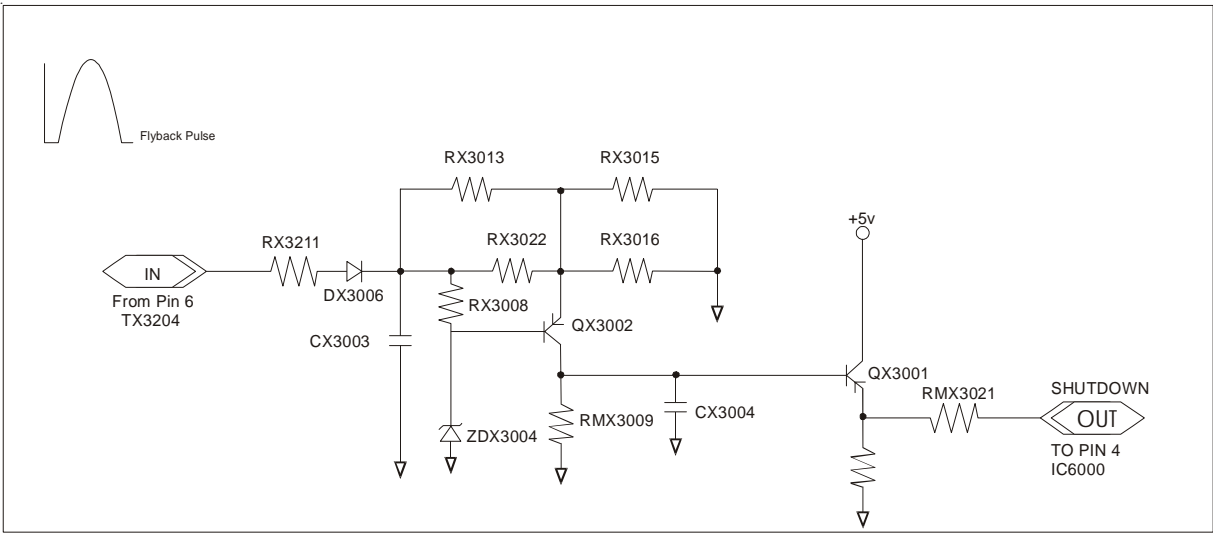 Flyback Pulse
RX3013
RX3015
+5v
RX3211
RX3022
RX3016
IN
DX3006
RX3008
From Pin 6
TX3204
QX3002
CX3003
QX3001
RMX3021
SHUTDOWN
CX3004
RMX3009
OUT
ZDX3004
TO PIN 4
IC6000